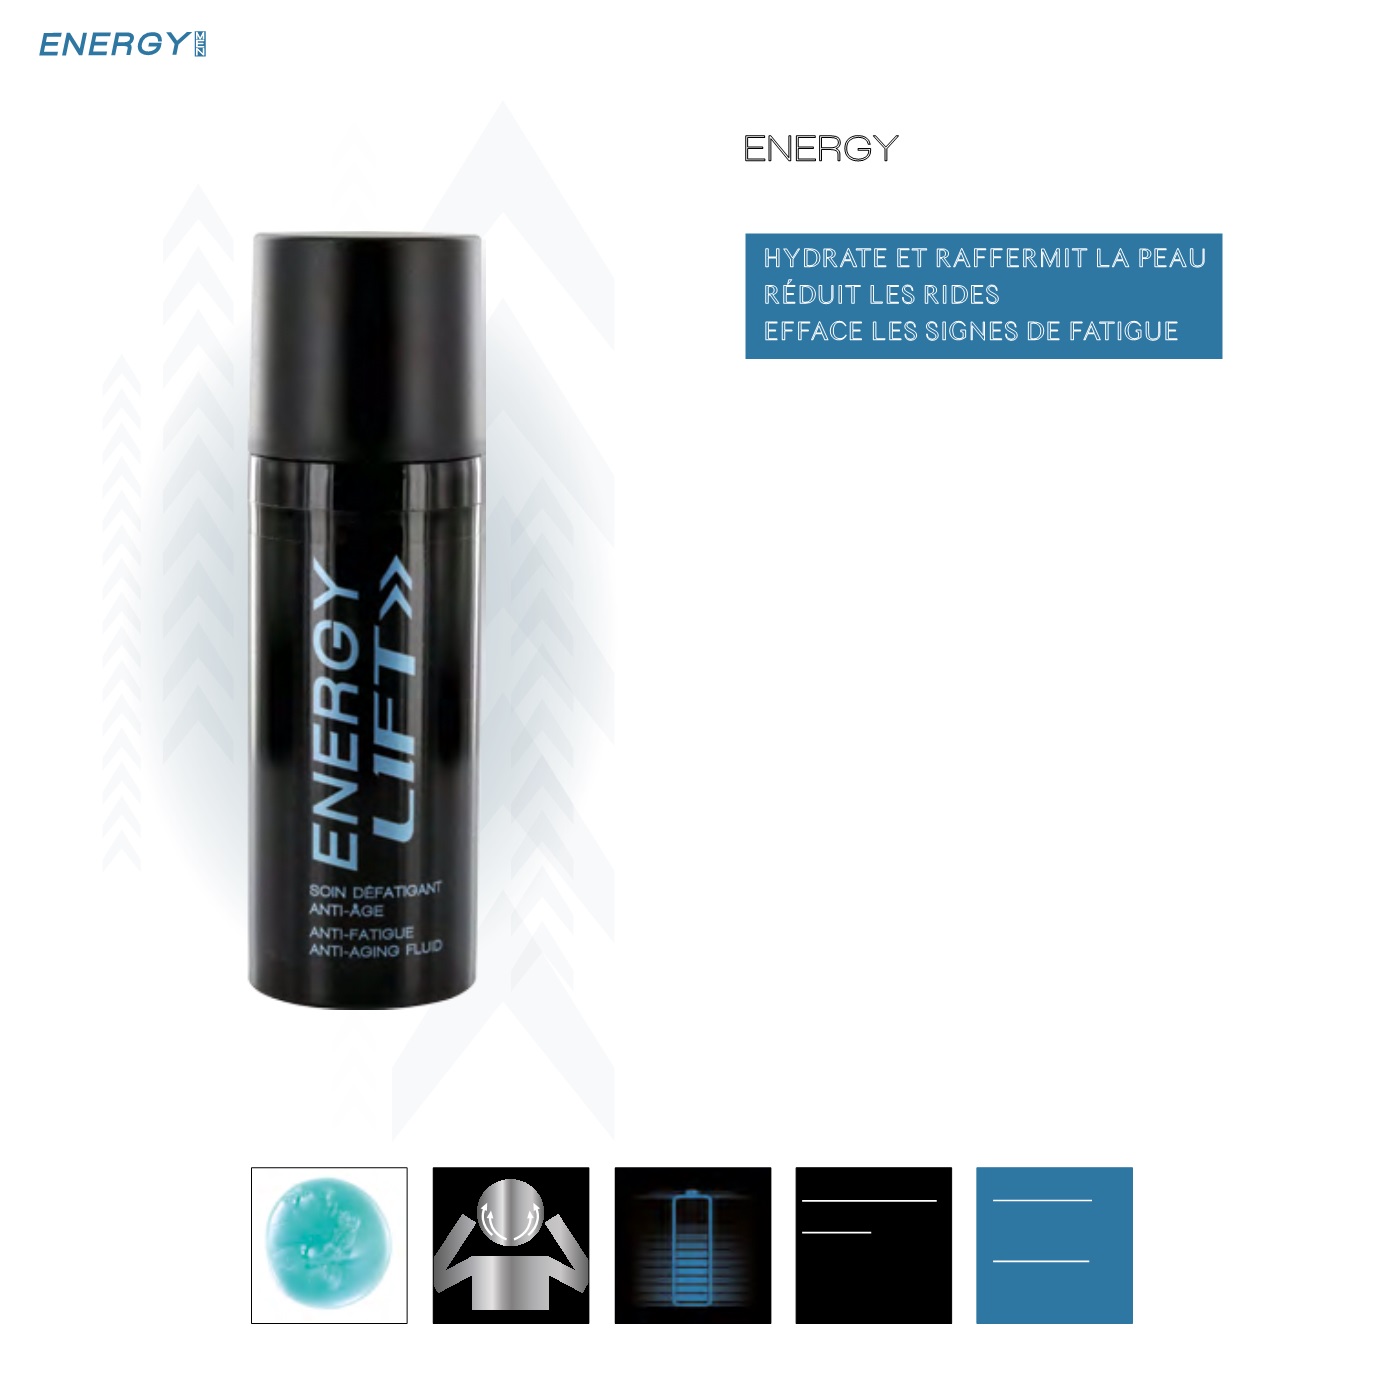 ENERGY MEN
ENERGY
HYDRATE ET RAFFERMIT LA PEAU
RÉDUIT LES RIDES
EFFACE LES SIGNES DE FATIGUE
ENERGY
LIFT
SOIN DÉFATIGANT
ANTI-ÂGE
ANTI-FATIGUE
ANTI-AGING FLUID